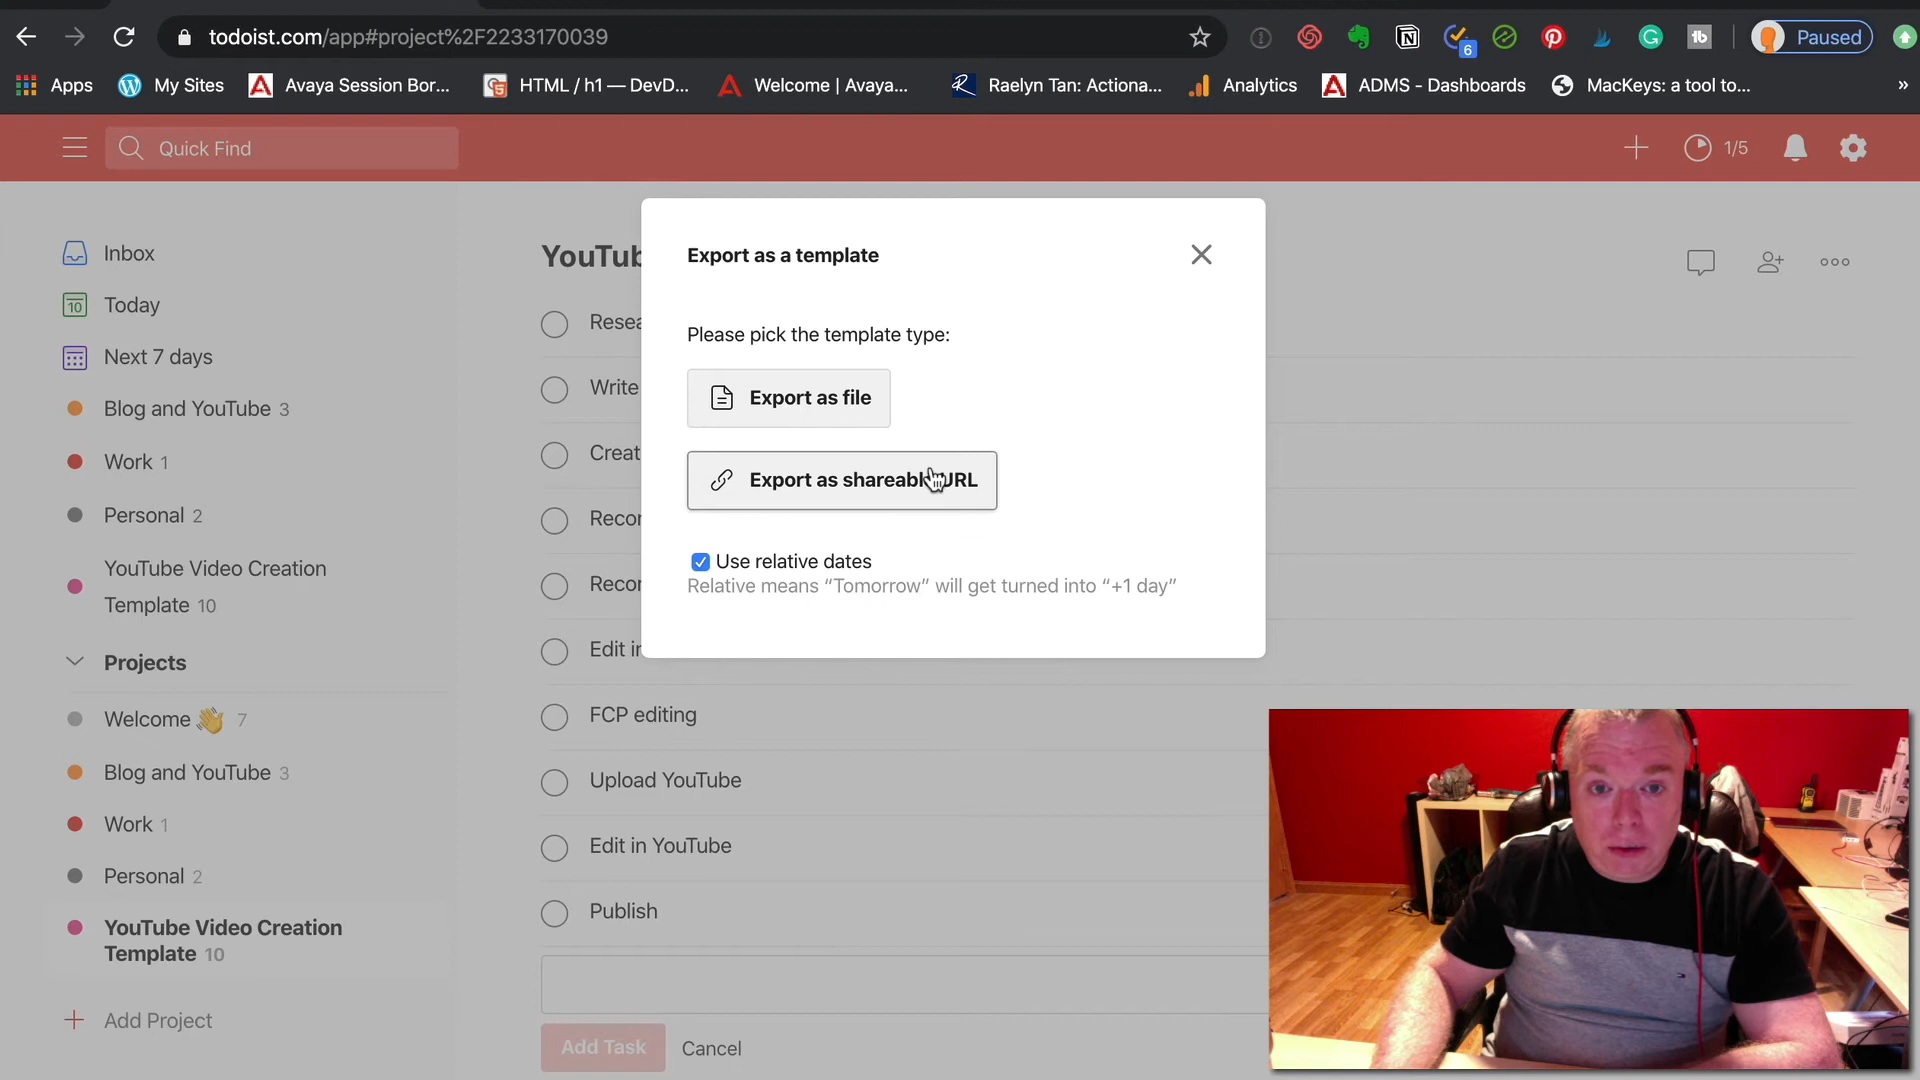 todoist.com/app#project%2F2233170039
6
Paused
Apps
My Sites
Avaya Session Bor...
HTML / h1 — DevD...
Welcome | Avaya...
Raelyn Tan: Actiona...
Analytics
ADMS - Dashboards
MacKeys: a tool to...
»
Quick Find
1/5
Inbox
10
Today
Next 7 days
Blog and YouTube 3
Work 1
Personal 2
YouTube Video Creation
Template 10
Projects
Welcome 👋 7
Blog and YouTube 3
Work 1
Personal 2
YouTube Video Creation
Template 10
Add Project
YouTub
Resea
Write
Creat
Recor
Recor
Edit in
FCP editing
Upload YouTube
Edit in YouTube
Publish
Add Task
Cancel
Export as a template
Please pick the template type:
Export as file
Export as shareable URL
Use relative dates
Relative means “Tomorrow” will get turned into “+1 day”